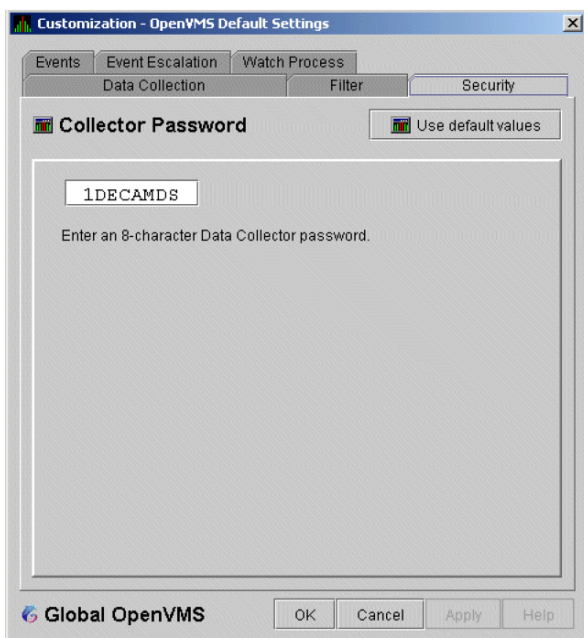 Customization - OpenVMS Default Settings
Events Event Escalation Watch Process
Data Collection Filter Security
Collector Password Use default values
1DECAMDS
Enter an 8-character Data Collector password.
Global OpenVMS OK Cancel Apply Help